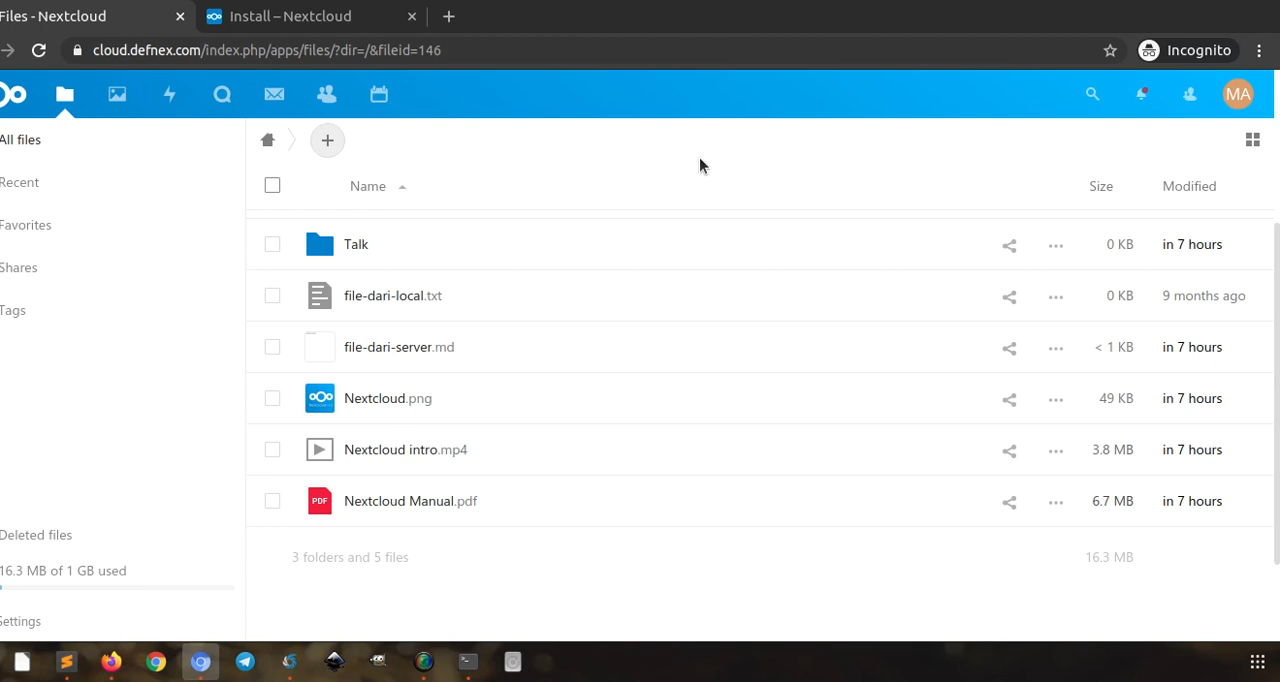 Files - Nextcloud
Install – Nextcloud
cloud.defnex.com/index.php/apps/files/?dir=/&fileid=146
Incognito
MA
All files
Recent
Favorites
Shares
Tags
Deleted files
16.3 MB of 1 GB used
Settings
Name Size Modified
Talk 0 KB in 7 hours
file-dari-local.txt 0 KB 9 months ago
file-dari-server.md < 1 KB in 7 hours
Nextcloud.png 49 KB in 7 hours
Nextcloud intro.mp4 3.8 MB in 7 hours
PDF Nextcloud Manual.pdf 6.7 MB in 7 hours
3 folders and 5 files 16.3 MB